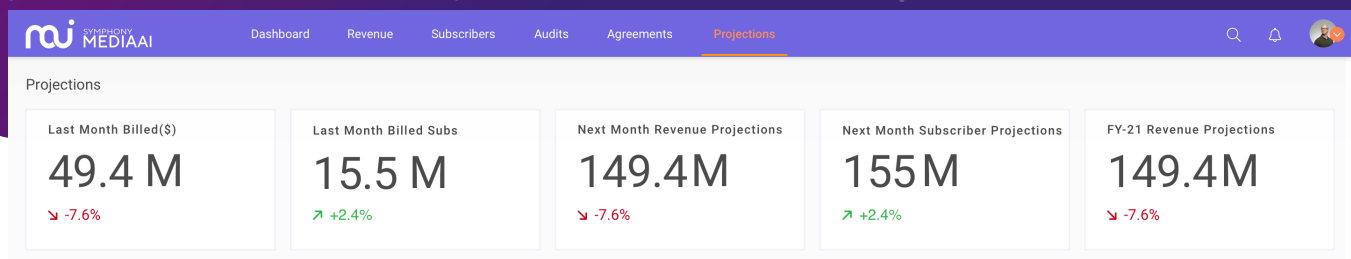 SYMPHONY
MEDIAAI
Dashboard Revenue Subscribers Audits Agreements Projections
Projections
Last Month Billed($)
49.4 M
-7.6%
Last Month Billed Subs
15.5 M
+2.4%
Next Month Revenue Projections
149.4M
-7.6%
Next Month Subscriber Projections
155M
+2.4%
FY-21 Revenue Projections
149.4M
-7.6%